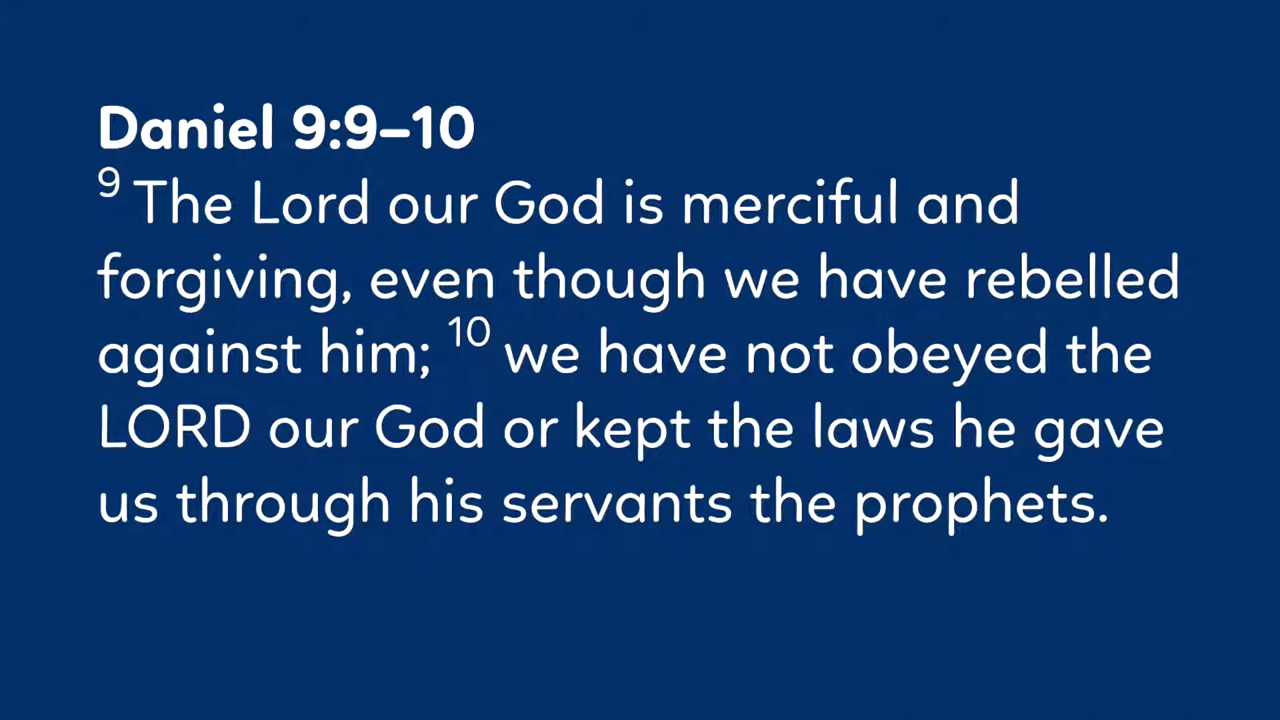 Daniel 9:9–10
9 The Lord our God is merciful and
forgiving, even though we have rebelled
against him; 10 we have not obeyed the
LORD our God or kept the laws he gave
us through his servants the prophets.